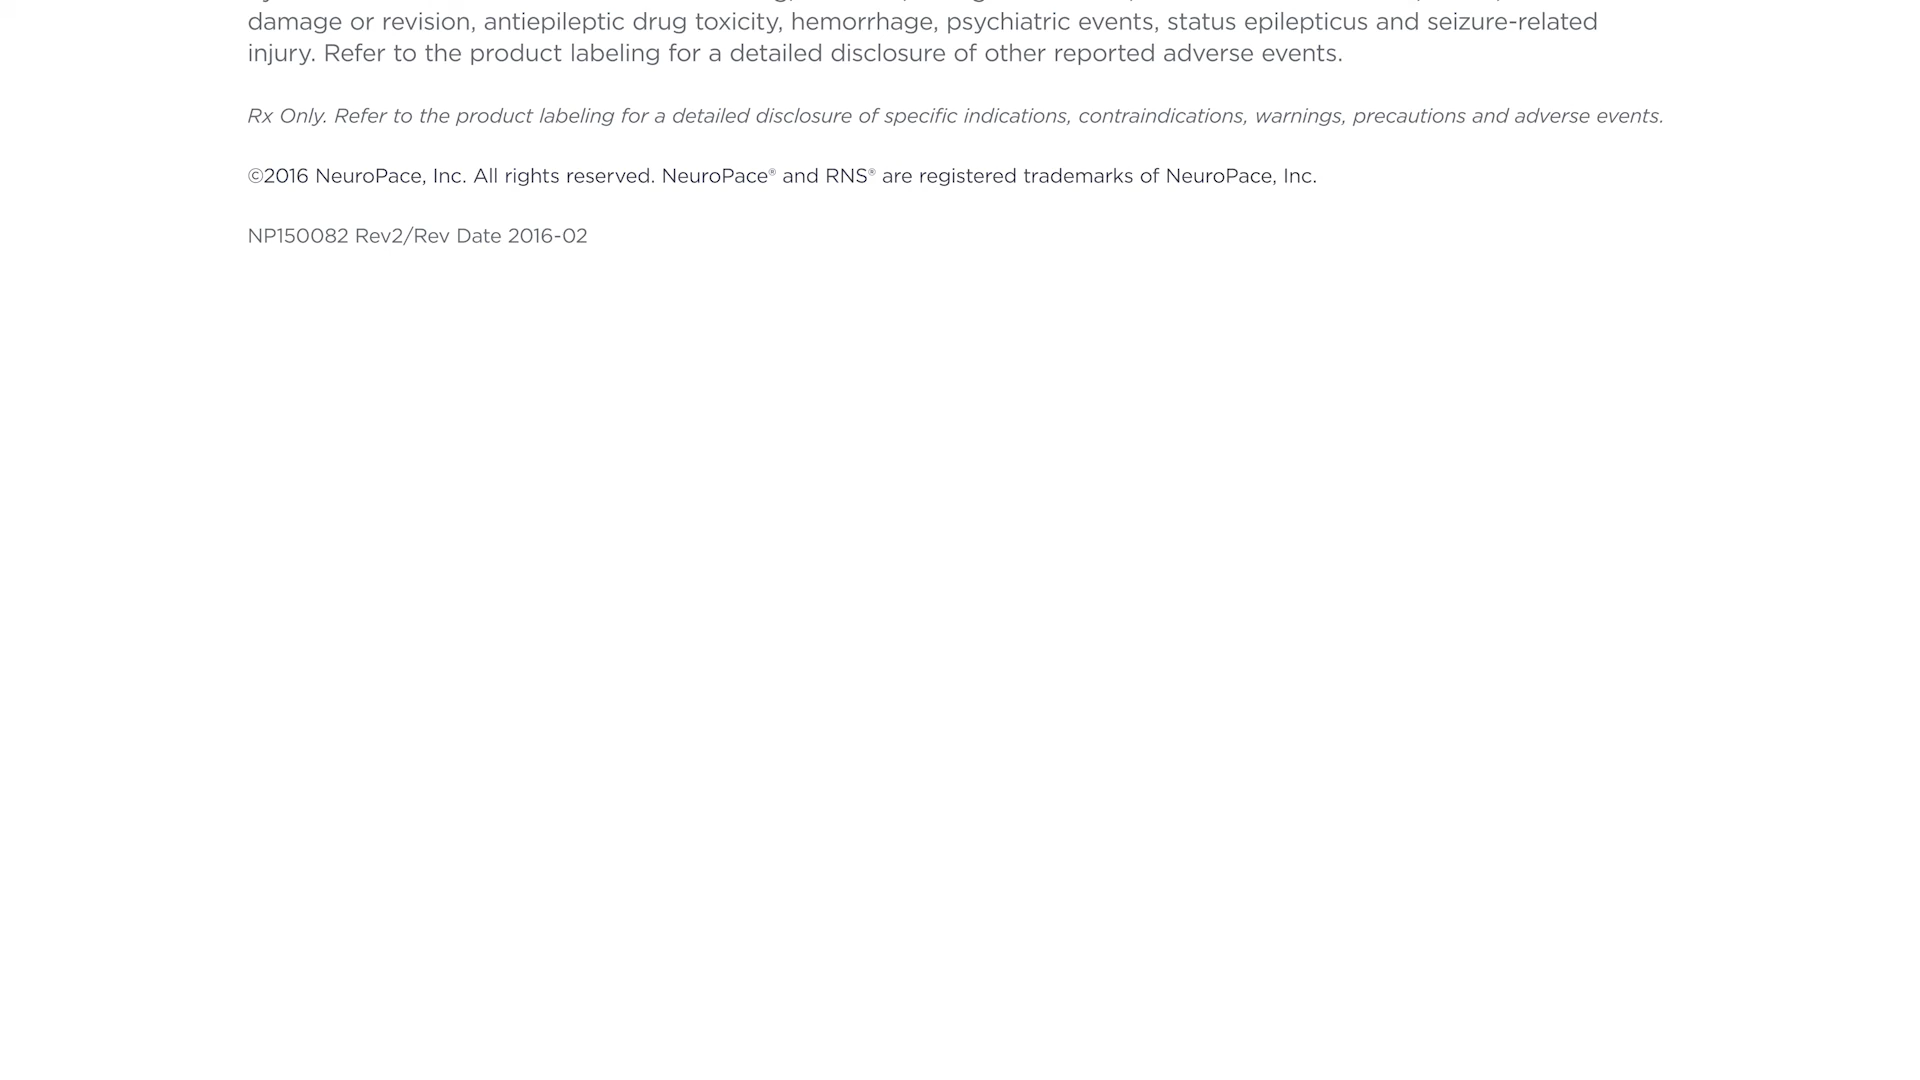 damage or revision, antiepileptic drug toxicity, hemorrhage, psychiatric events, status epilepticus and seizure-related
injury. Refer to the product labeling for a detailed disclosure of other reported adverse events.
Rx Only. Refer to the product labeling for a detailed disclosure of specific indications, contraindications, warnings, precautions and adverse events.
©2016 NeuroPace, Inc. All rights reserved. NeuroPace® and RNS® are registered trademarks of NeuroPace, Inc.
NP150082 Rev2/Rev Date 2016-02